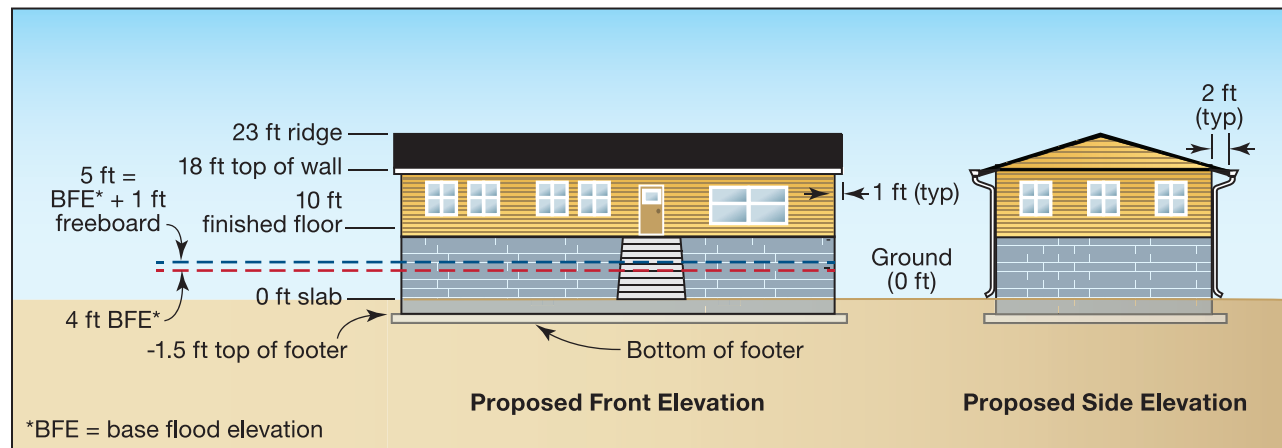 23 ft ridge
18 ft top of wall
5 ft =
BFE* + 1 ft
freeboard
10 ft
finished floor
0 ft slab
4 ft BFE*
-1.5 ft top of footer
Bottom of footer
1 ft (typ)
Ground
(0 ft)
2 ft
(typ)
Proposed Front Elevation
Proposed Side Elevation
*BFE = base flood elevation